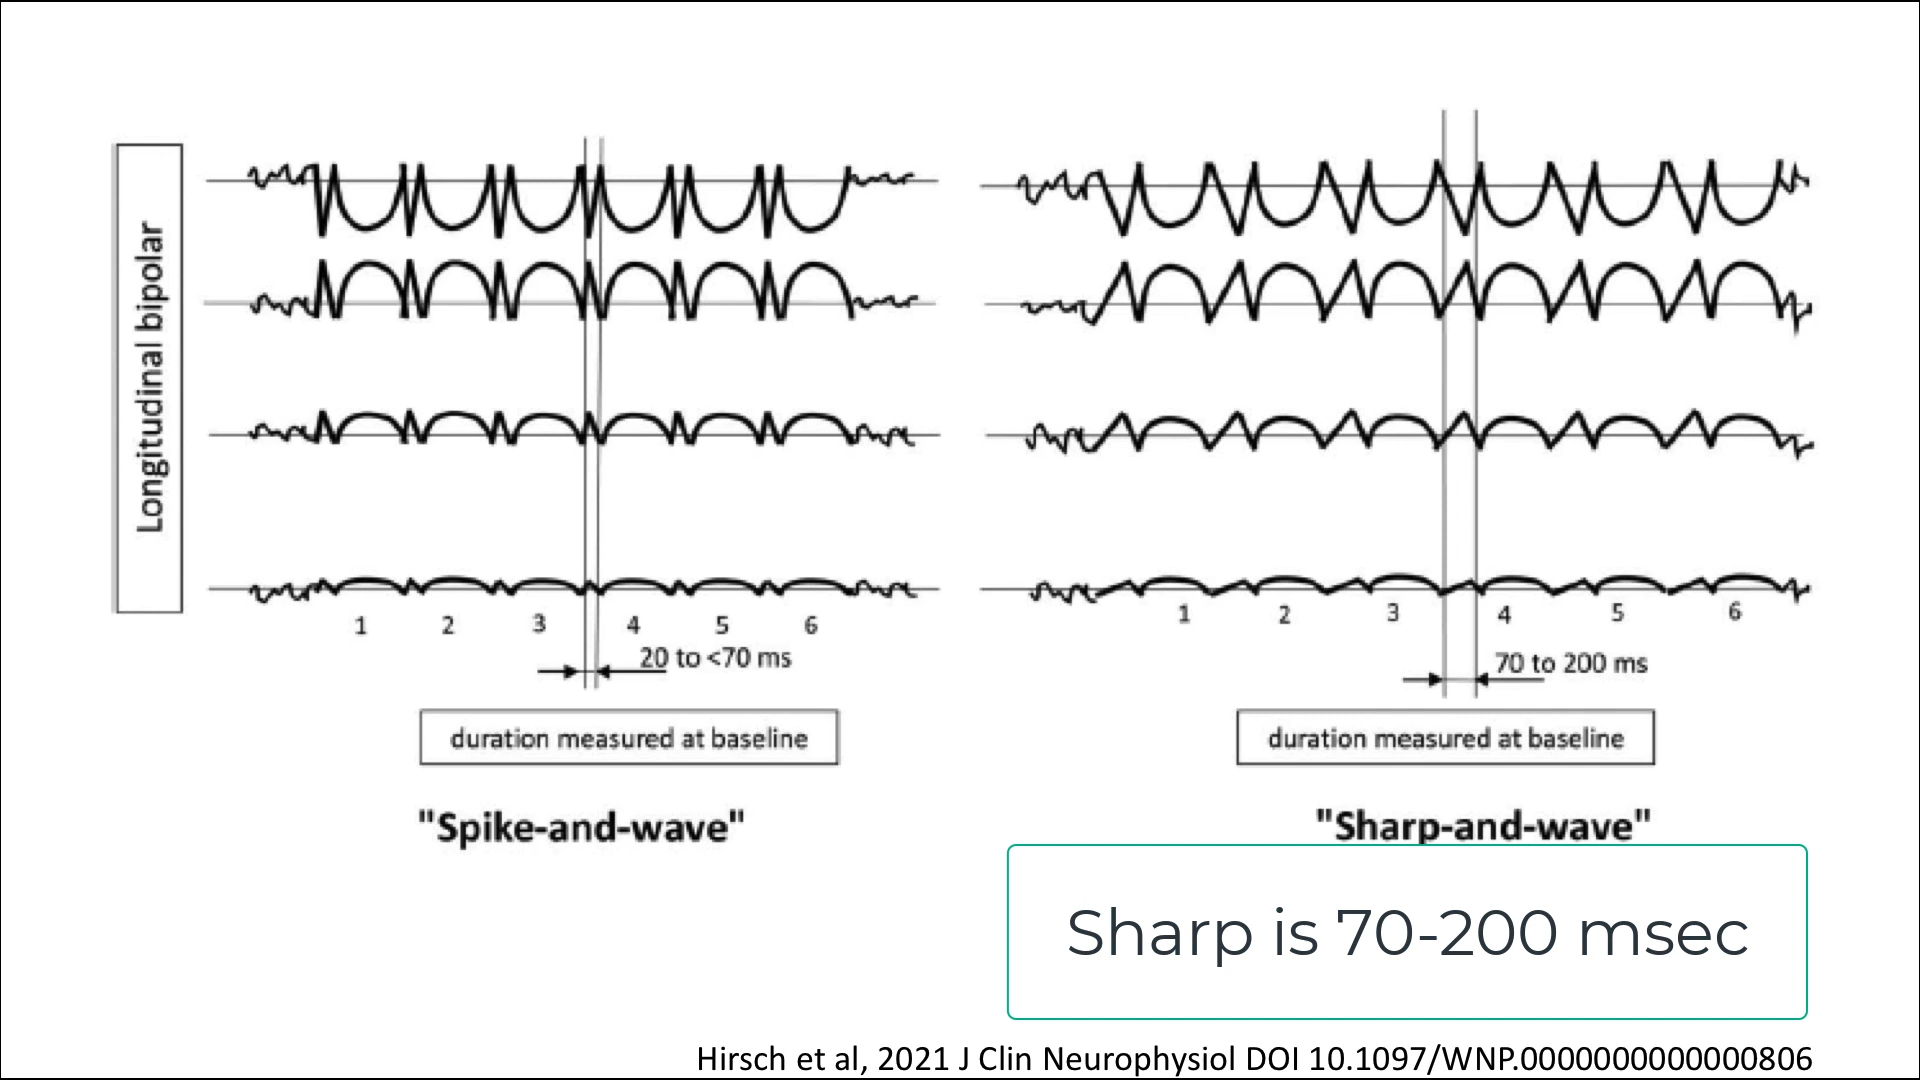 Longitudinal bipolar
1 2 3 4 5 6
20 to <70 ms
duration measured at baseline
"Spike-and-wave"
1 2 3 4 5 6
70 to 200 ms
duration measured at baseline
"Sharp-and-wave"
Sharp is 70-200 msec
Hirsch et al, 2021 J Clin Neurophysiol DOI 10.1097/WNP.0000000000000806